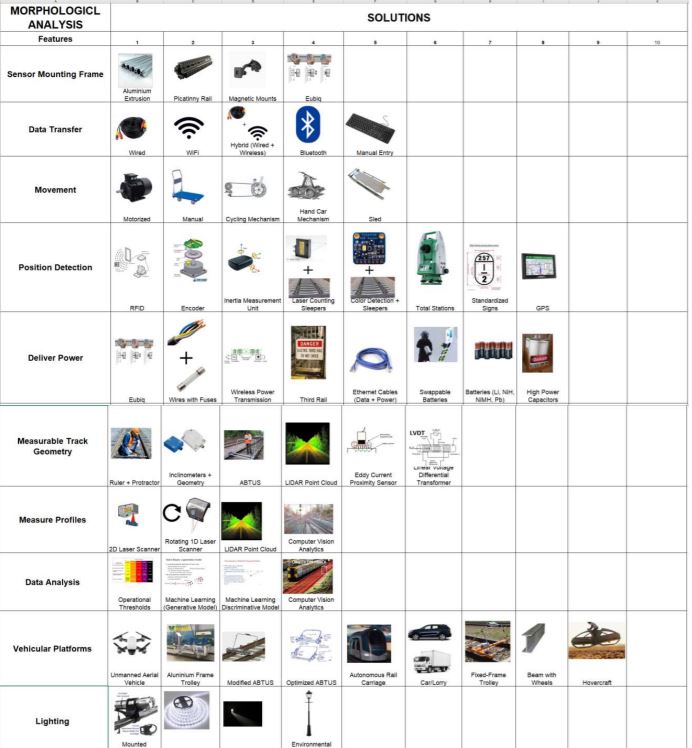 MORPHOLOGICL
ANALYSIS
SOLUTIONS
Features
1 2 3 4 5 6 7 8 9 10
Sensor Mounting Frame
Aluminium
Extrusion
Picatinny Rail
Magnetic Mounts
Eubiq
Data Transfer
Wired
WiFi
Hybrid (Wired +
Wireless)
Bluetooth
Manual Entry
Movement
Motorized
Manual
Cycling Mechanism
Hand Car
Mechanism
Sled
Position Detection
RFID
Encoder
Inertia Measurement
Unit
+
Laser Counting
Sleepers
+
Color Detection +
Sleepers
Total Stations
257
1
2
Standardized
Signs
GPS
Deliver Power
Eubiq
+
Wires with Fuses
Wireless Power
Transmission
DANGER
Third Rail
Ethernet Cables
(Data + Power)
Swappable
Batteries
Batteries (Li, NiH,
NiMH, Pb)
High Power
Capacitors
Measurable Track
Geometry
Ruler + Protractor
Inclinometers +
Geometry
ABTUS
LIDAR Point Cloud
Eddy Current
Proximity Sensor
LVDT
Linear Voltage
Differential
Transformer
Measure Profiles
2D Laser Scanner
Rotating 1D Laser
Scanner
LIDAR Point Cloud
Computer Vision
Analytics
Data Analysis
Operational
Thresholds
Machine Learning
(Generative Model)
Machine Learning
Discriminative Model
Computer Vision
Analytics
Vehicular Platforms
Unmanned Aerial
Vehicle
Aluninium Frame
Trolley
Modified ABTUS
Optimized ABTUS
Autonomous Rail
Carriage
Car/Lorry
Fixed-Frame
Trolley
Beam with
Wheels
Hovercraft
Lighting
Mounted
Environmental